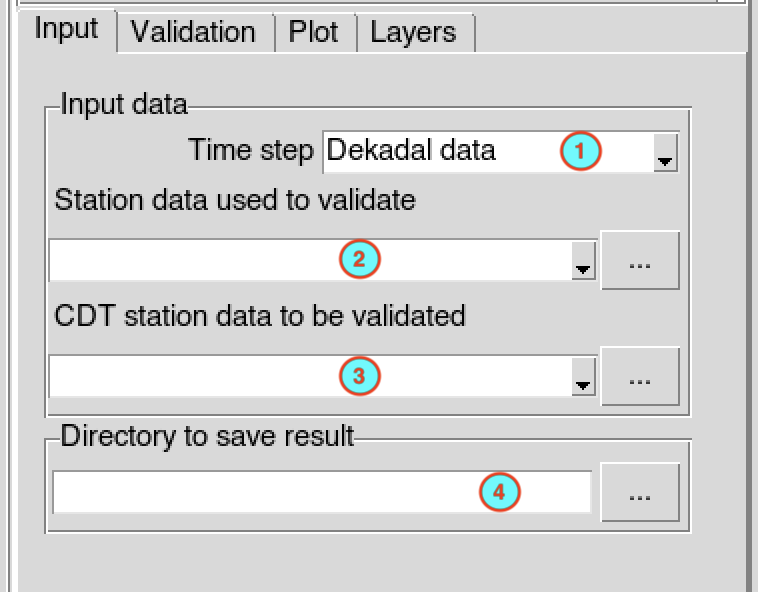 Input Validation Plot Layers
Input data
Time step Dekadal data 1
Station data used to validate
2 ...
CDT station data to be validated
3 ...
Directory to save result
4 ...